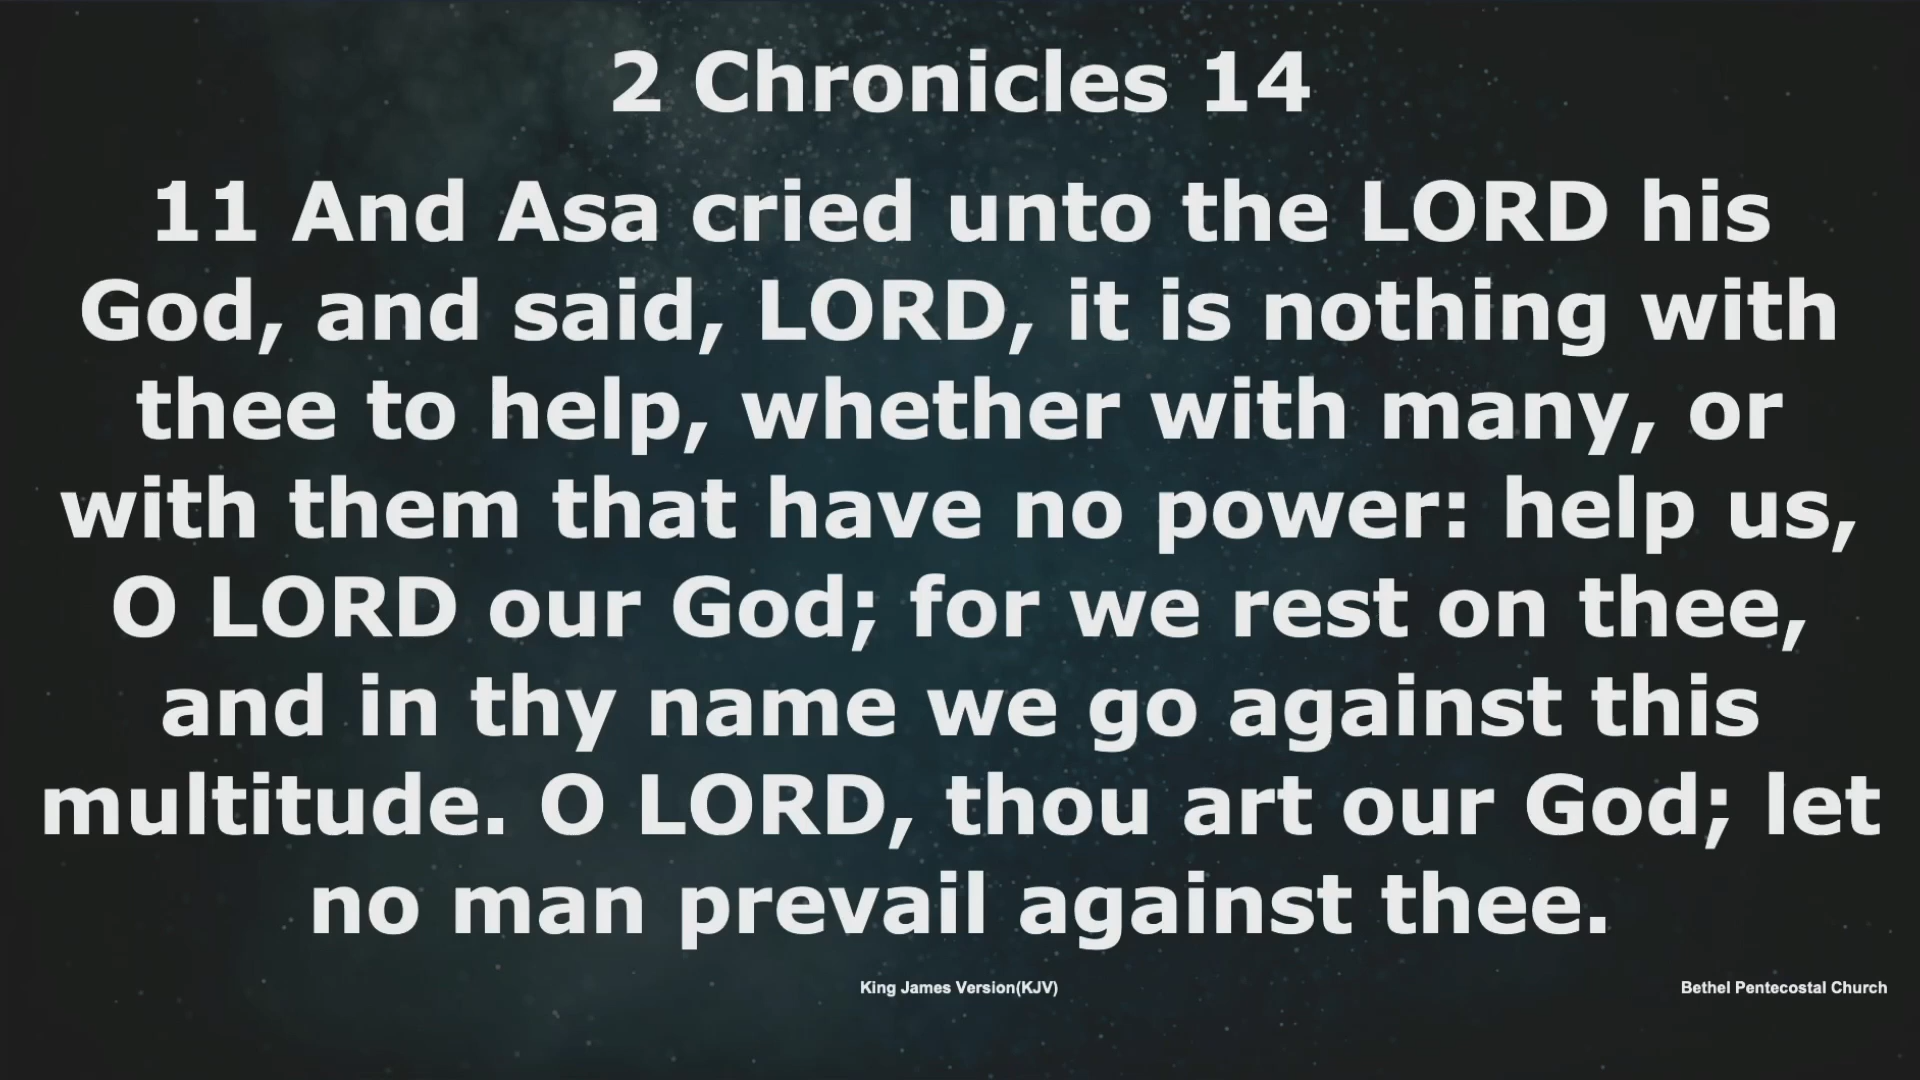 2 Chronicles 14
11 And Asa cried unto the LORD his
God, and said, LORD, it is nothing with
thee to help, whether with many, or
with them that have no power: help us,
O LORD our God; for we rest on thee,
and in thy name we go against this
multitude. O LORD, thou art our God; let
no man prevail against thee.
King James Version(KJV)
Bethel Pentecostal Church